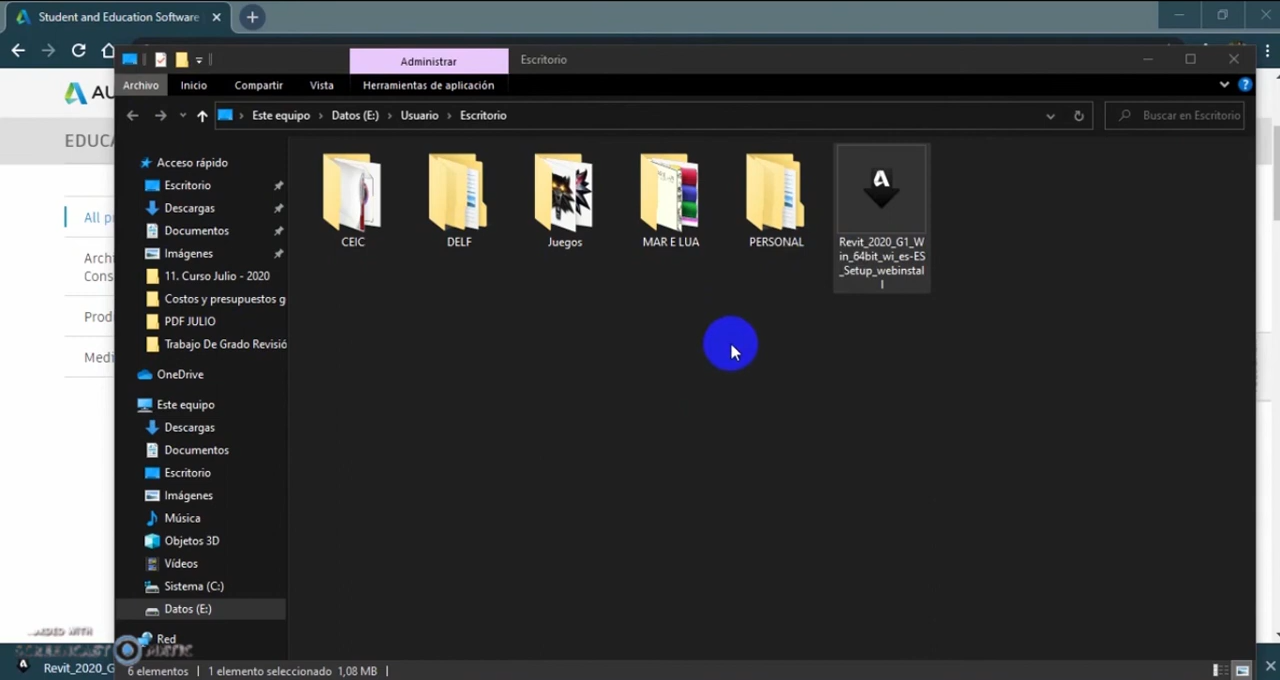 Student and Education Software
Administrar
Escritorio
Archivo
Inicio
Compartir
Vista
Herramientas de aplicación
AU
Este equipo
Datos (E:)
Usuario
Escritorio
Buscar en Escritorio
EDUCA
All p
Archi
Cons
Prod
Medi
Acceso rápido
Escritorio
Descargas
Documentos
Imágenes
11. Curso Julio - 2020
Costos y presupuestos g
PDF JULIO
Trabajo De Grado Revisió
OneDrive
Este equipo
Descargas
Documentos
Escritorio
Imágenes
Música
Objetos 3D
Vídeos
Sistema (C:)
Datos (E:)
Red
CEIC
DELF
Juegos
MAR E LUA
PERSONAL
Revit_2020_G1_W
in_64bit_wi_es-ES
_Setup_webinstal
l
SCREENCAST MATIC
Revit_2020_G
6 elementos
1 elemento seleccionado 1,08 MB